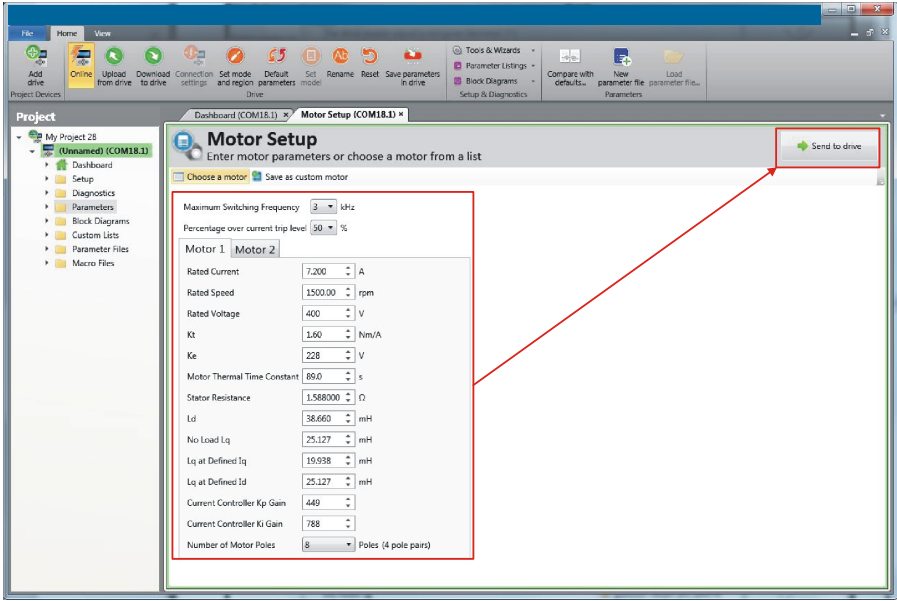 File Home View
Add drive
Online
Upload from drive
Download to drive
Connection settings
Set mode and region
Default parameters
Set model
Rename
Reset
Save parameters in drive
Tools & Wizards
Parameter Listings
Block Diagrams
Compare with defaults...
New parameter file
Load parameter file...
Project Devices
Drive
Setup & Diagnostics
Parameters
Project
My Project 28
(Unnamed) (COM18.1)
Dashboard
Setup
Diagnostics
Parameters
Block Diagrams
Custom Lists
Parameter Files
Macro Files
Dashboard (COM18.1) × Motor Setup (COM18.1) ×
Motor Setup
Enter motor parameters or choose a motor from a list
Send to drive
Choose a motor Save as custom motor
Maximum Switching Frequency 3 kHz
Percentage over current trip level 50 %
Motor 1 Motor 2
Rated Current 7.200 A
Rated Speed 1500.00 rpm
Rated Voltage 400 V
Kt 1.60 Nm/A
Ke 228 V
Motor Thermal Time Constant 89.0 s
Stator Resistance 1.588000 Ω
Ld 38.660 mH
No Load Lq 25.127 mH
Lq at Defined Iq 19.938 mH
Lq at Defined Id 25.127 mH
Current Controller Kp Gain 449
Current Controller Ki Gain 788
Number of Motor Poles 8 Poles (4 pole pairs)